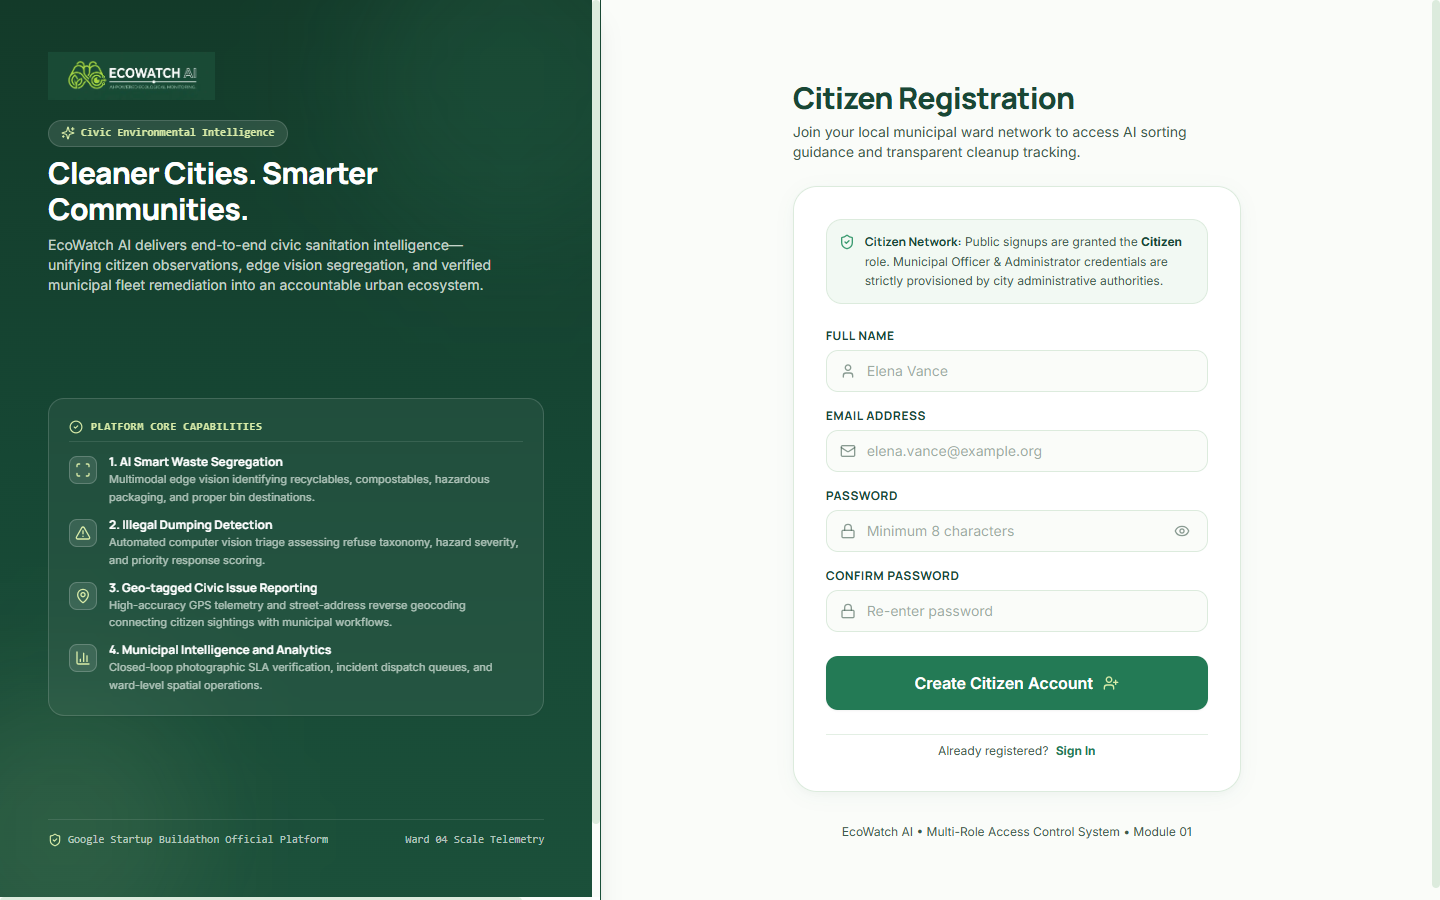 ECOWATCH AI
Civic Environmental Intelligence
Cleaner Cities. Smarter
Communities.
EcoWatch AI delivers end-to-end civic sanitation intelligence—
unifying citizen observations, edge vision segregation, and verified
municipal fleet remediation into an accountable urban ecosystem.
PLATFORM CORE CAPABILITIES
1. AI Smart Waste Segregation
Multimodal edge vision identifying recyclables, compostables, hazardous
packaging, and proper bin destinations.
2. Illegal Dumping Detection
Automated computer vision triage assessing refuse taxonomy, hazard severity,
and priority response scoring.
3. Geo-tagged Civic Issue Reporting
High-accuracy GPS telemetry and street-address reverse geocoding
connecting citizen sightings with municipal workflows.
4. Municipal Intelligence and Analytics
Closed-loop photographic SLA verification, incident dispatch queues, and
ward-level spatial operations.
Google Startup Buildathon Official Platform
Ward 04 Scale Telemetry
Citizen Registration
Join your local municipal ward network to access AI sorting
guidance and transparent cleanup tracking.
Citizen Network: Public signups are granted the Citizen
role. Municipal Officer & Administrator credentials are
strictly provisioned by city administrative authorities.
FULL NAME
Elena Vance
EMAIL ADDRESS
elena.vance@example.org
PASSWORD
Minimum 8 characters
CONFIRM PASSWORD
Re-enter password
Create Citizen Account
Already registered? Sign In
EcoWatch AI • Multi-Role Access Control System • Module 01